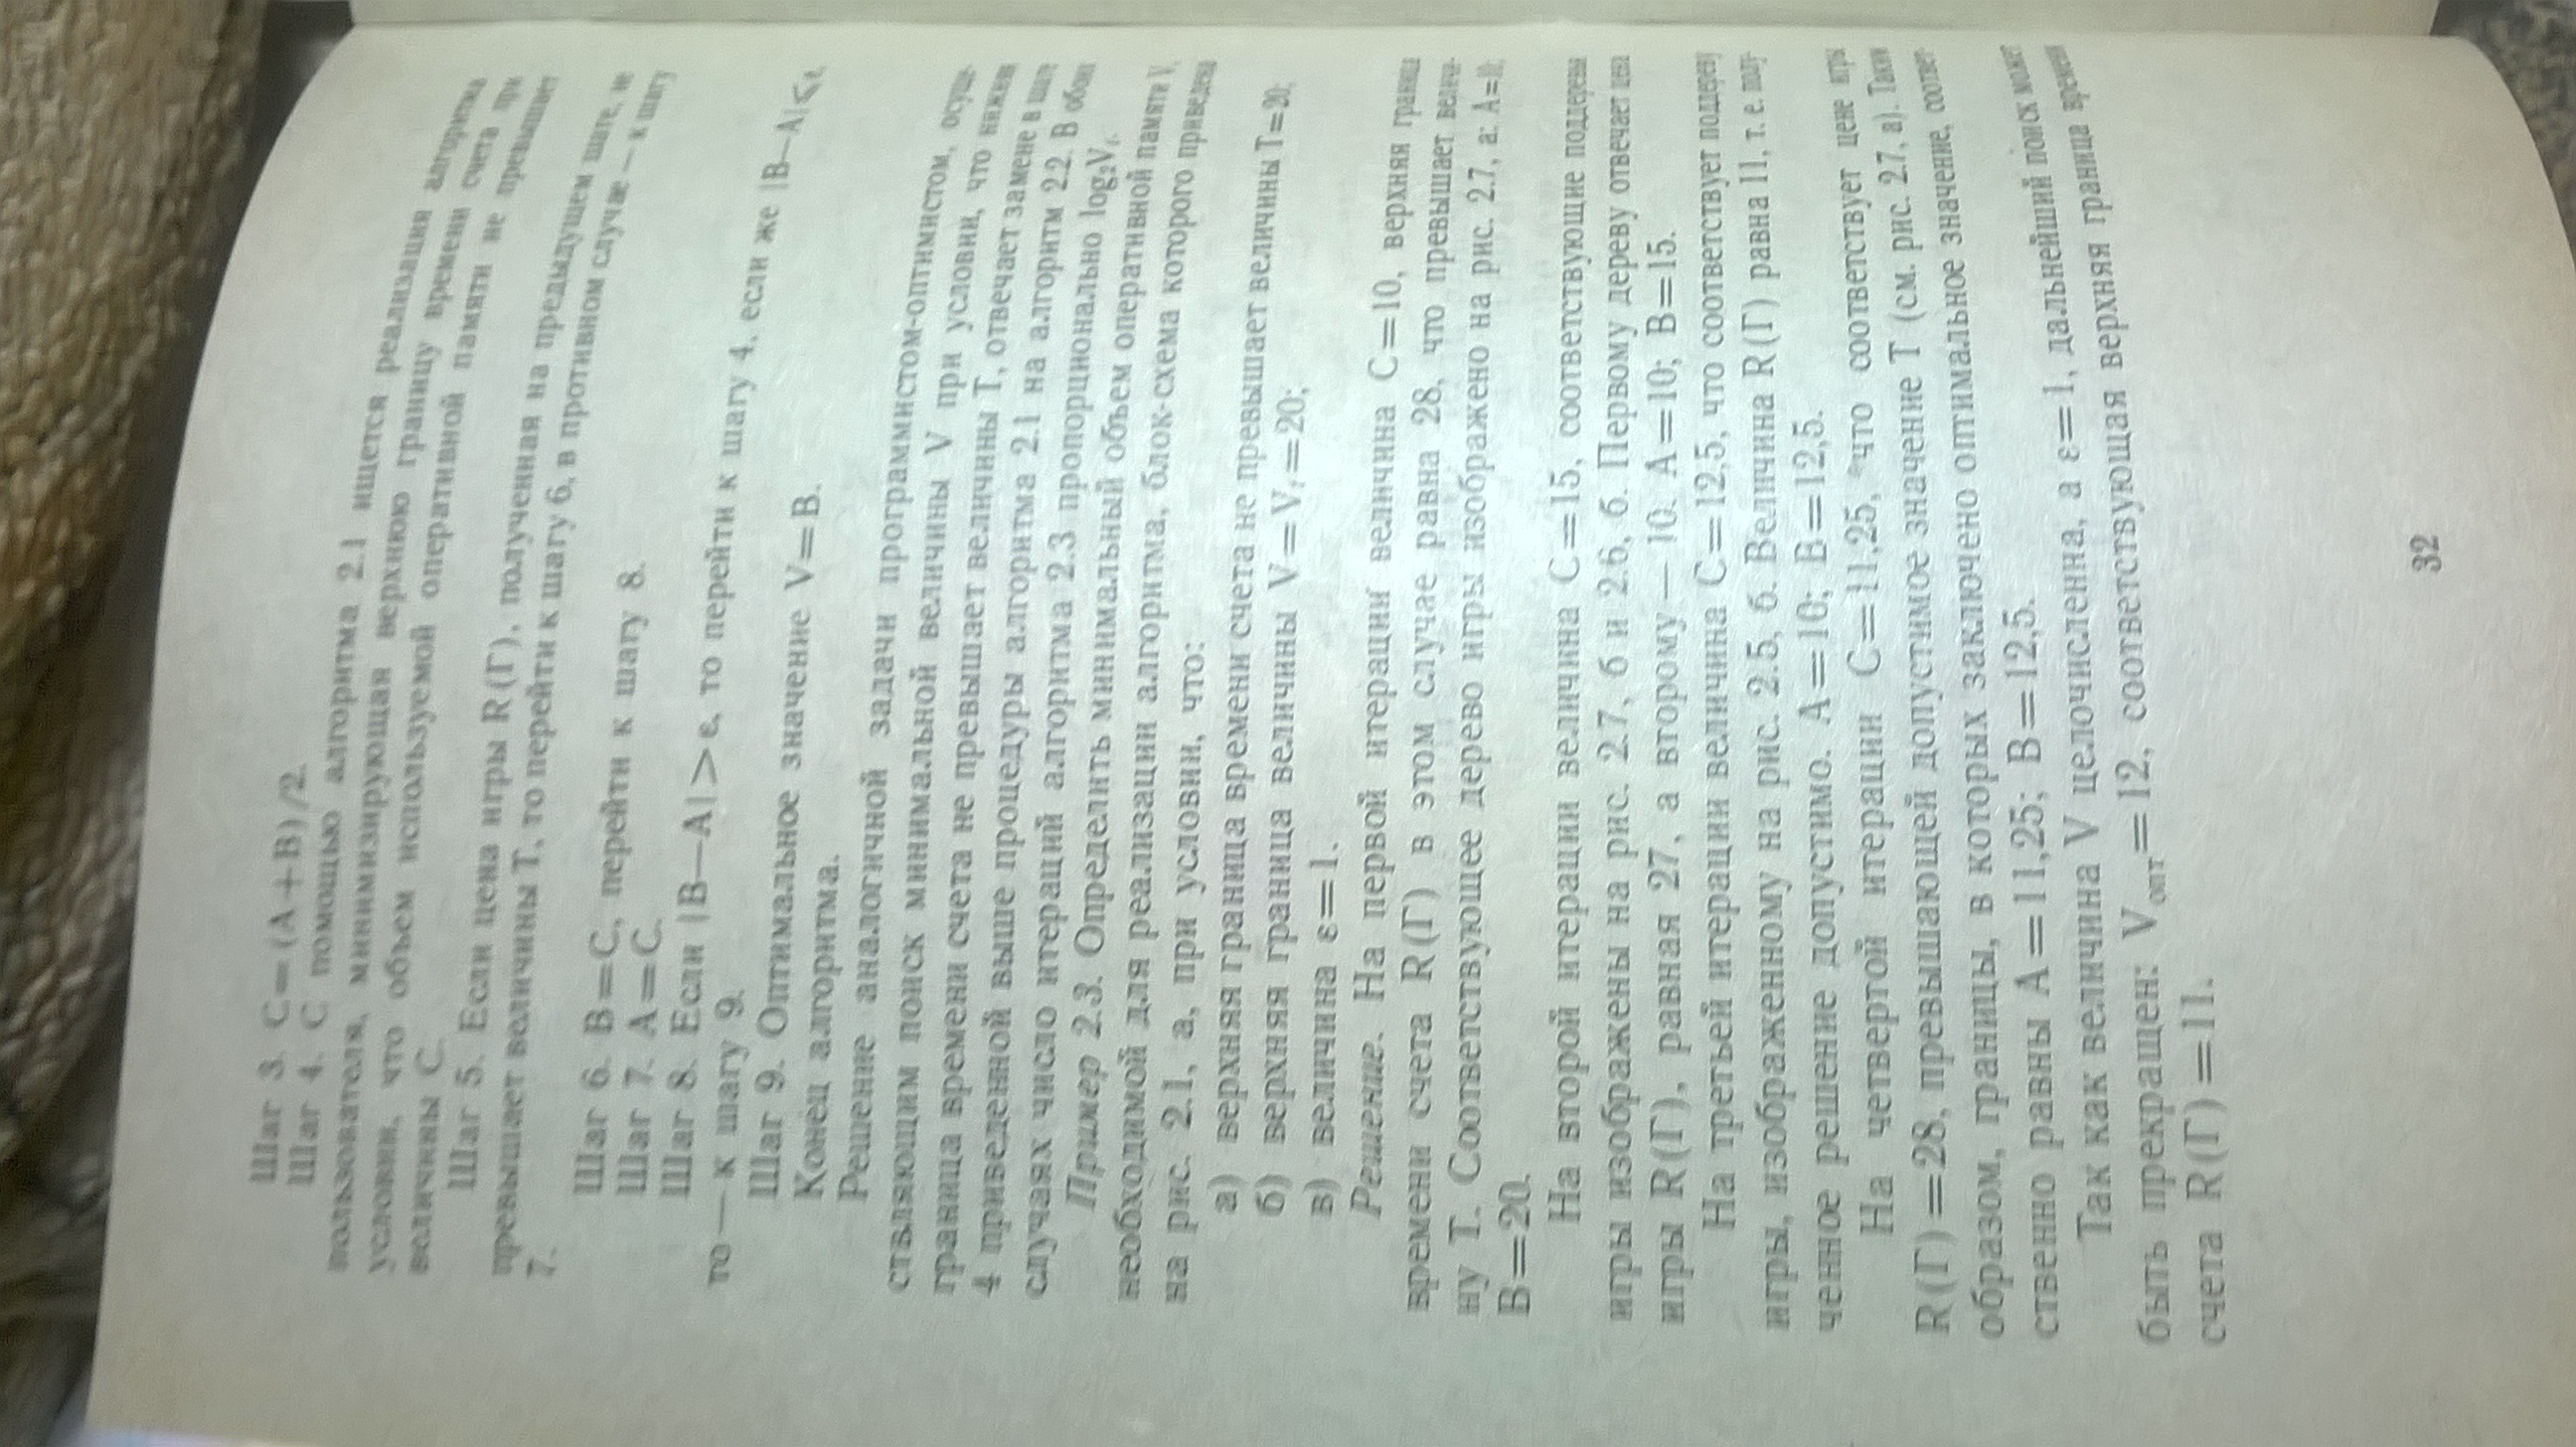 Шаг 3. C=(A+B)/2.
Шаг 4. С помощью алгоритма 2.1 ищется реализация алгоритма
пользователя, минимизирующая верхнюю границу времени счета при
условии, что объем используемой оперативной памяти не превышает
величины C.
Шаг 5. Если цена игры R(Г), полученная на предыдущем шаге, не
превышает величины T, то перейти к шагу 6, в противном случае — к шагу
7.
Шаг 6. B=C, перейти к шагу 8.
Шаг 7. A=C.
Шаг 8. Если |B—A|>ε, то перейти к шагу 4, если же |B—A|⩽ε,
то — к шагу 9.
Шаг 9. Оптимальное значение V=B.
Конец алгоритма.
Решение аналогичной задачи программистом-оптимистом, осуще-
ствляющим поиск минимальной величины V при условии, что нижняя
граница времени счета не превышает величины T, отвечает замене в шаге
4 приведенной выше процедуры алгоритма 2.1 на алгоритм 2.2. В обоих
случаях число итераций алгоритма 2.3 пропорционально log₂V
Пример 2.3. Определить минимальный объем оперативной памяти V,
необходимой для реализации алгоритма, блок-схема которого приведена
на рис. 2.1, а, при условии, что:
а) верхняя граница времени счета не превышает величины T=20;
б) верхняя граница величины V=V =20;
в) величина ε=1.
Решение. На первой итерации величина C=10, верхняя граница
времени счета R(Г) в этом случае равна 28, что превышает величи-
ну T. Соответствующее дерево игры изображено на рис. 2.7, а: A=10;
B=20.
На второй итерации величина C=15, соответствующие поддеревья
игры изображены на рис. 2.7, б и 2.6, б. Первому дереву отвечает цена
игры R(Г), равная 27, а второму — 10. A=10; B=15.
На третьей итерации величина C=12,5, что соответствует поддереву
игры, изображенному на рис. 2.5, б. Величина R(Г) равна 11, т. е. полу-
ченное решение допустимо. A=10; B=12,5.
На четвертой итерации C=11,25, что соответствует цене игры
R(Г)=28, превышающей допустимое значение T (см. рис. 2.7, а). Таким
образом, границы, в которых заключено оптимальное значение, соответ-
ственно равны A=11,25; B=12,5.
Так как величина V целочисленна, а ε=1, дальнейший поиск может
быть прекращен: Vопт=12, соответствующая верхняя граница времени
счета R(Г)=11.
32